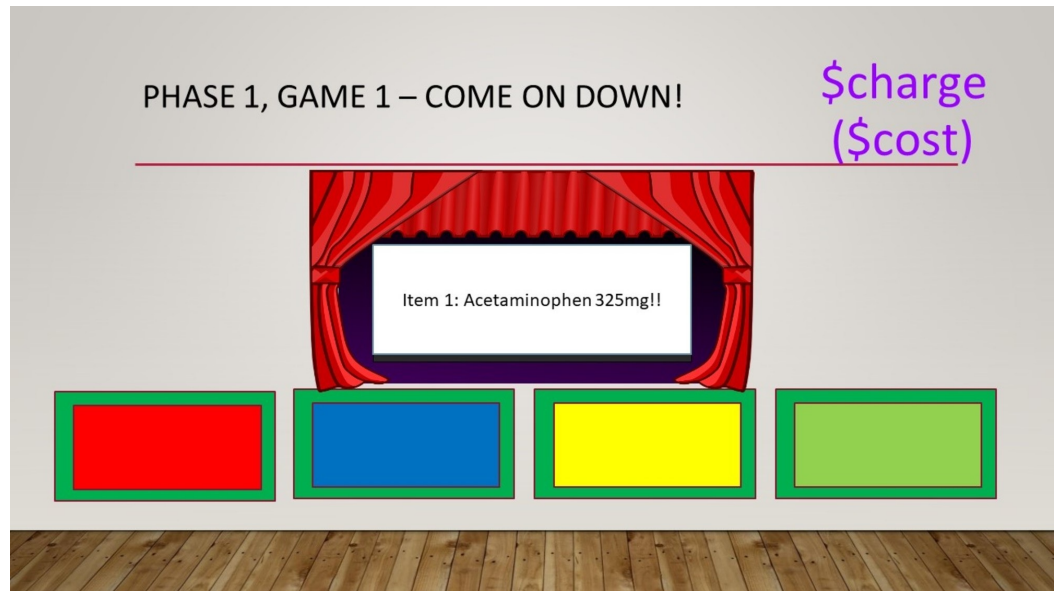 PHASE 1, GAME 1 – COME ON DOWN!
$charge
($cost)
Item 1: Acetaminophen 325mg!!